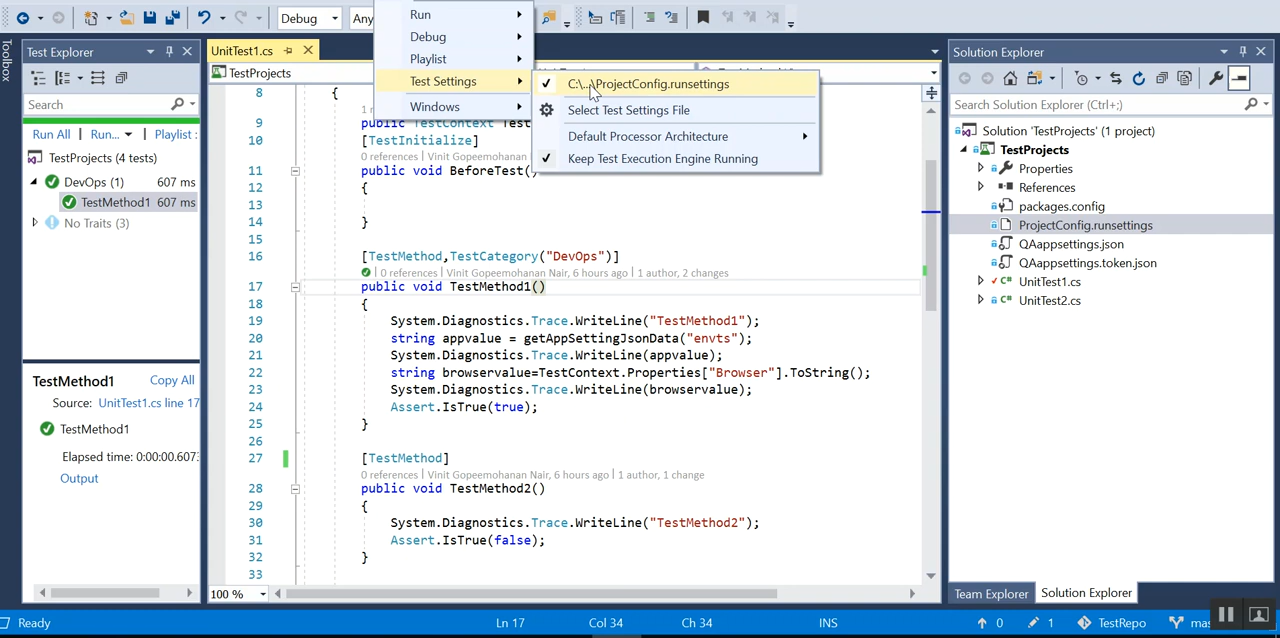 Debug
Any
Run
Debug
Playlist
Test Settings
Windows
C:\...\ProjectConfig.runsettings
Select Test Settings File
Default Processor Architecture
Keep Test Execution Engine Running
Toolbox
Test Explorer
Search
Run All | Run... | Playlist :
TestProjects (4 tests)
DevOps (1) 607 ms
TestMethod1 607 ms
No Traits (3)
TestMethod1 Copy All
Source: UnitTest1.cs line 17
TestMethod1
Elapsed time: 0:00:00.607
Output
UnitTest1.cs
TestProjects
8 {
9 public TestContext Test
10 [TestInitialize]
0 references | Vinit Gopeemohanan
11 public void BeforeTest()
12 {
13
14 }
15
16 [TestMethod,TestCategory("DevOps")]
0 references | Vinit Gopeemohanan Nair, 6 hours ago | 1 author, 2 changes
17 public void TestMethod1()
18 {
19 System.Diagnostics.Trace.WriteLine("TestMethod1");
20 string appvalue = getAppSettingJsonData("envts");
21 System.Diagnostics.Trace.WriteLine(appvalue);
22 string browservalue=TestContext.Properties["Browser"].ToString();
23 System.Diagnostics.Trace.WriteLine(browservalue);
24 Assert.IsTrue(true);
25 }
26
27 [TestMethod]
0 references | Vinit Gopeemohanan Nair, 6 hours ago | 1 author, 1 change
28 public void TestMethod2()
29 {
30 System.Diagnostics.Trace.WriteLine("TestMethod2");
31 Assert.IsTrue(false);
32 }
33
100 %
Solution Explorer
Search Solution Explorer (Ctrl+;)
Solution 'TestProjects' (1 project)
TestProjects
Properties
References
packages.config
ProjectConfig.runsettings
QAappsettings.json
QAappsettings.token.json
UnitTest1.cs
UnitTest2.cs
Team Explorer Solution Explorer
Ready Ln 17 Col 34 Ch 34 INS 0 1 TestRepo